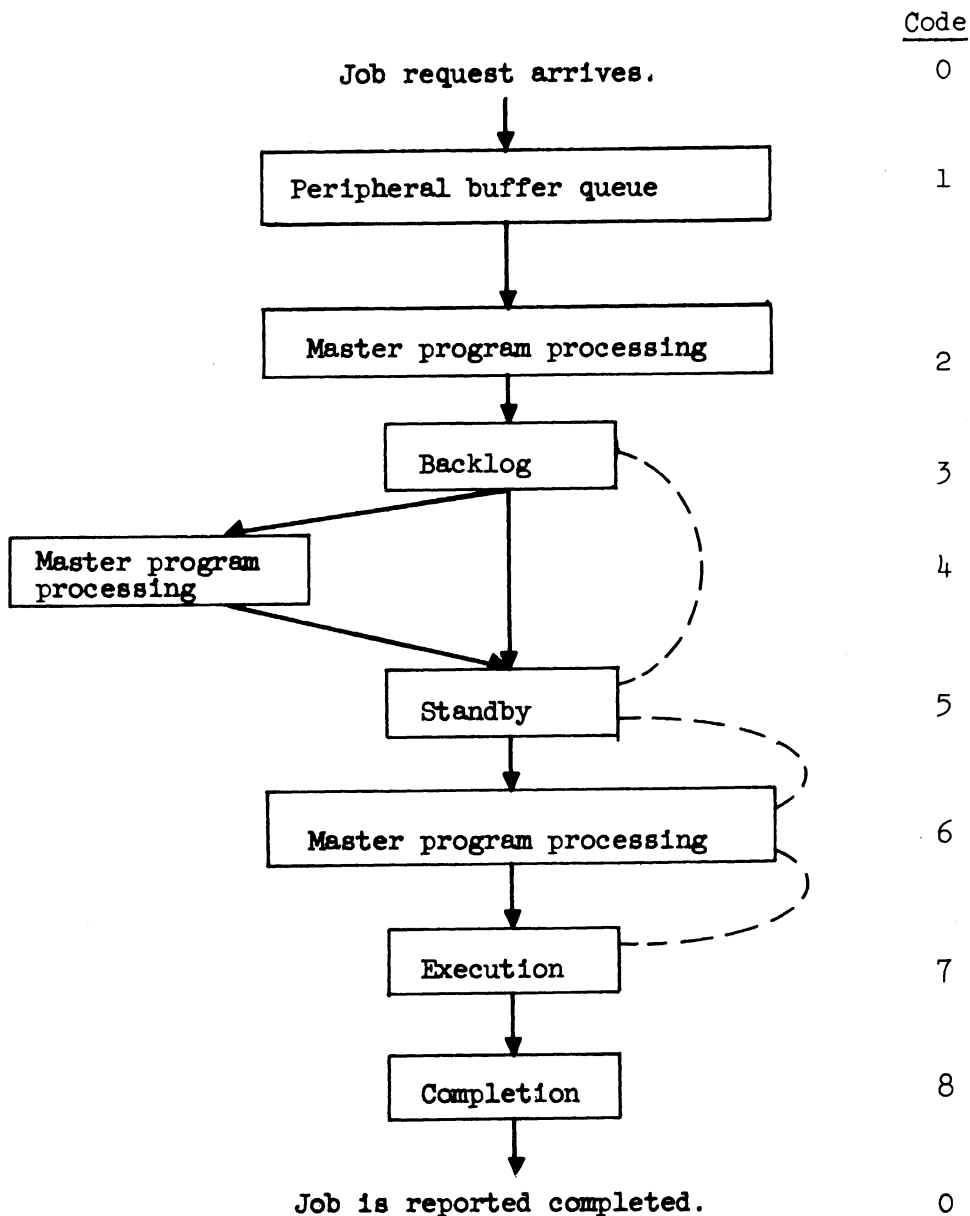 Code
Job request arrives. 0
Peripheral buffer queue 1
Master program processing 2
Backlog 3
Master program
processing 4
Standby 5
Master program processing 6
Execution 7
Completion 8
Job is reported completed. 0